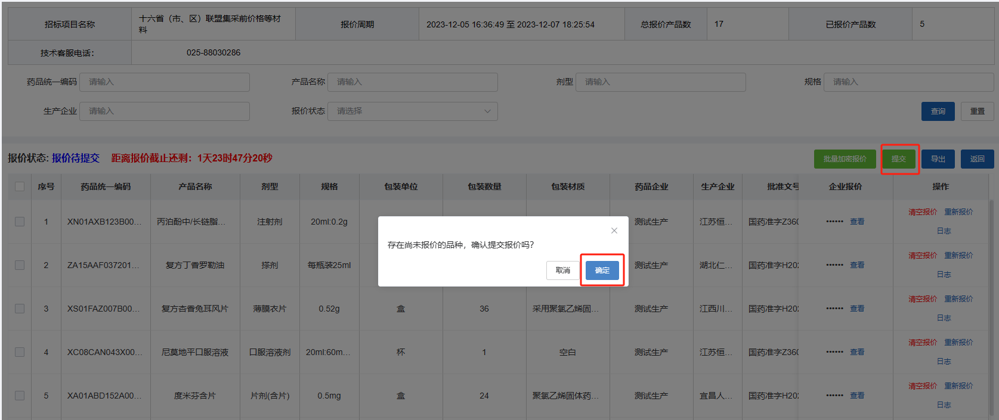 招标项目名称 十六省（市、区）联盟集采前价格等材料 报价周期 2023-12-05 16:36:49 至 2023-12-07 18:25:54 总报价产品数 17 已报价产品数 5
技术客服电话： 025-88030286
药品统一编码 请输入 产品名称 请输入 剂型 请输入 规格 请输入
生产企业 请输入 报价状态 请选择 查询 重置
报价状态: 报价待提交 距离报价截止还剩：1天23时47分20秒 批量加密报价 提交 导出 返回
序号 药品统一编码 产品名称 剂型 规格 包装单位 包装数量 包装材质 药品企业 生产企业 批准文号 企业报价 操作
1 XN01AXB123B00... 丙泊酚中/长链脂... 注射剂 20ml:0.2g 测试生产 江苏恒... 国药准字Z360 •••••• 查看 清空报价 重新报价 日志
2 ZA15AAF037201... 复方丁香罗勒油 搽剂 每瓶装25ml 测试生产 湖北仁... 国药准字H202 •••••• 查看 清空报价 重新报价 日志
3 XS01FAZ007B00... 复方杏香兔耳风片 薄膜衣片 0.52g 盒 36 采用聚氯乙烯固... 测试生产 江西川... 国药准字H202 •••••• 查看 清空报价 重新报价 日志
4 XC08CAN043X00... 尼莫地平口服溶液 口服溶液剂 20ml:60m... 杯 1 空白 测试生产 江苏恒... 国药准字Z360 •••••• 查看 清空报价 重新报价 日志
5 XA01ABD152A00... 度米芬含片 片剂(含片) 0.5mg 盒 24 聚氯乙烯固体药... 测试生产 宜昌人... 国药准字H202 •••••• 查看 清空报价 重新报价 日志
存在尚未报价的品种，确认提交报价吗？
取消 确定